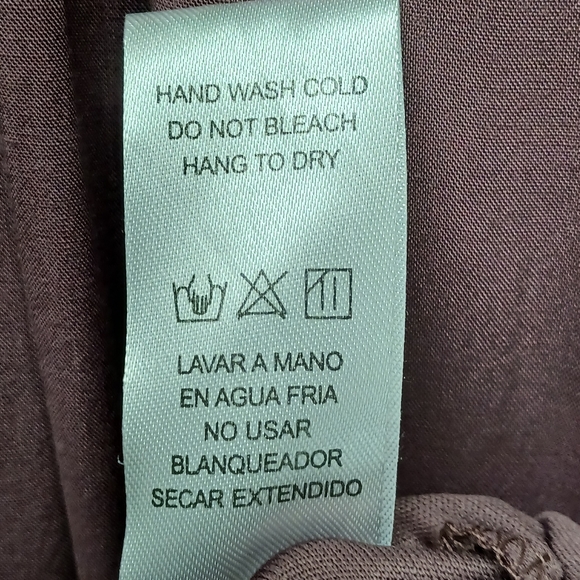 HAND WASH COLD
DO NOT BLEACH
HANG TO DRY
LAVAR A MANO
EN AGUA FRIA
NO USAR
BLANQUEADOR
SECAR EXTENDIDO